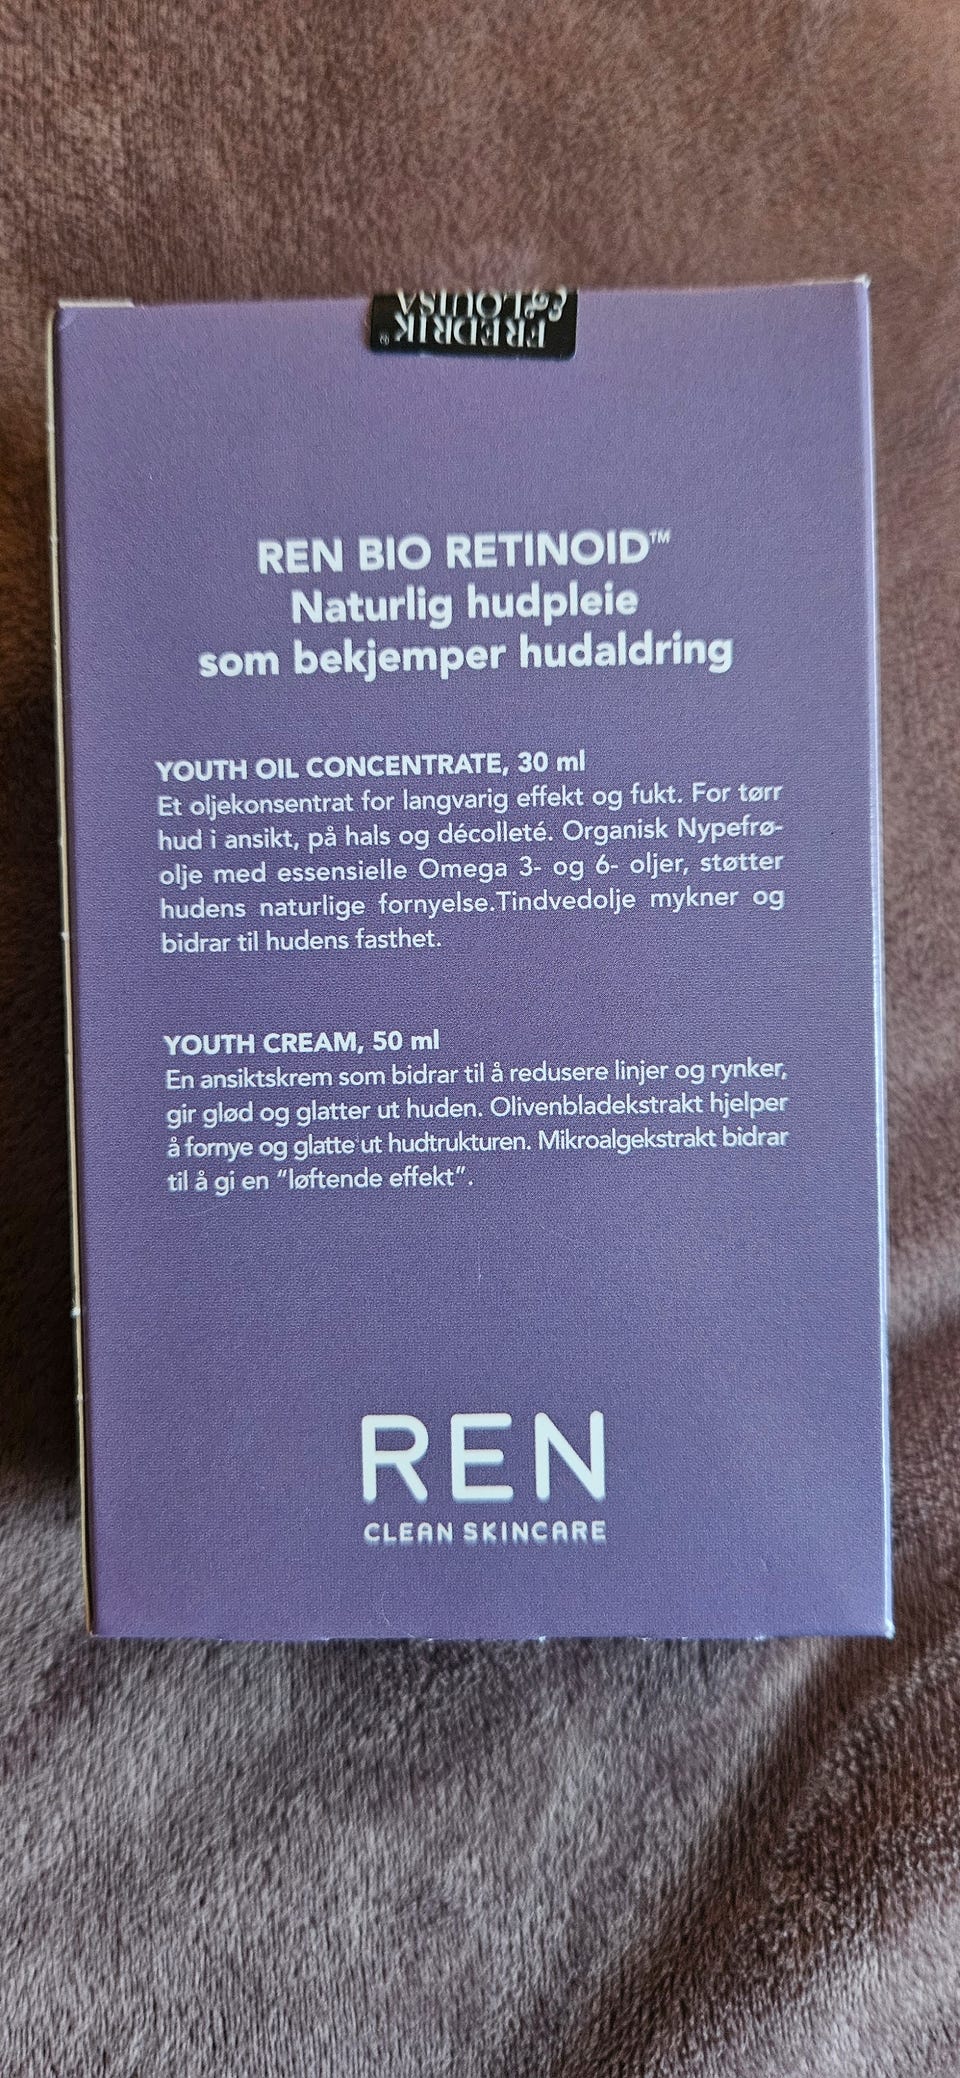 FREDRIK®
& LOUISA
REN BIO RETINOID™
Naturlig hudpleie
som bekjemper hudaldring
YOUTH OIL CONCENTRATE, 30 ml
Et oljekonsentrat for langvarig effekt og fukt. For tørr
hud i ansikt, på hals og décolleté. Organisk Nypefrø-
olje med essensielle Omega 3- og 6- oljer, støtter
hudens naturlige fornyelse.Tindvedolje mykner og
bidrar til hudens fasthet.
YOUTH CREAM, 50 ml
En ansiktskrem som bidrar til å redusere linjer og rynker,
gir glød og glatter ut huden. Olivenbladekstrakt hjelper
å fornye og glatte ut hudtrukturen. Mikroalgekstrakt bidrar
til å gi en "løftende effekt".
REN
CLEAN SKINCARE